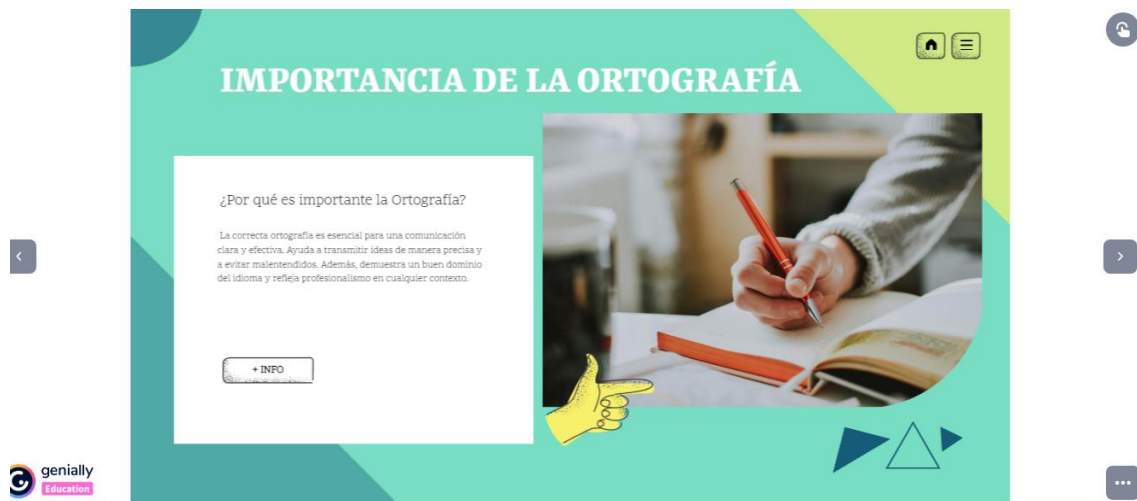 IMPORTANCIA DE LA ORTOGRAFÍA
¿Por qué es importante la Ortografía?
La correcta ortografía es esencial para una comunicación
clara y efectiva. Ayuda a transmitir ideas de manera precisa y
a evitar malentendidos. Además, demuestra un buen dominio
del idioma y refleja profesionalismo en cualquier contexto.
+ INFO
genially
Education